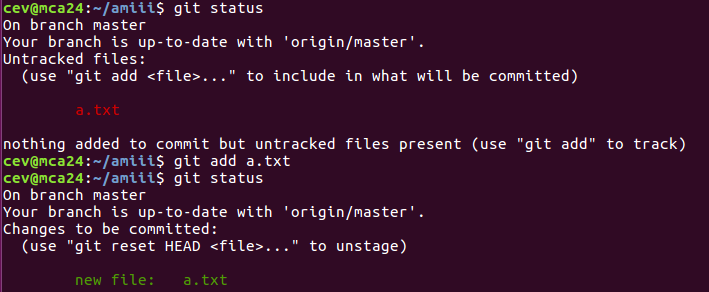 cev@mca24:~/amiii$ git status
On branch master
Your branch is up-to-date with 'origin/master'.
Untracked files:
  (use "git add <file>..." to include in what will be committed)
        a.txt
nothing added to commit but untracked files present (use "git add" to track)
cev@mca24:~/amiii$ git add a.txt
cev@mca24:~/amiii$ git status
On branch master
Your branch is up-to-date with 'origin/master'.
Changes to be committed:
  (use "git reset HEAD <file>..." to unstage)
        new file:   a.txt